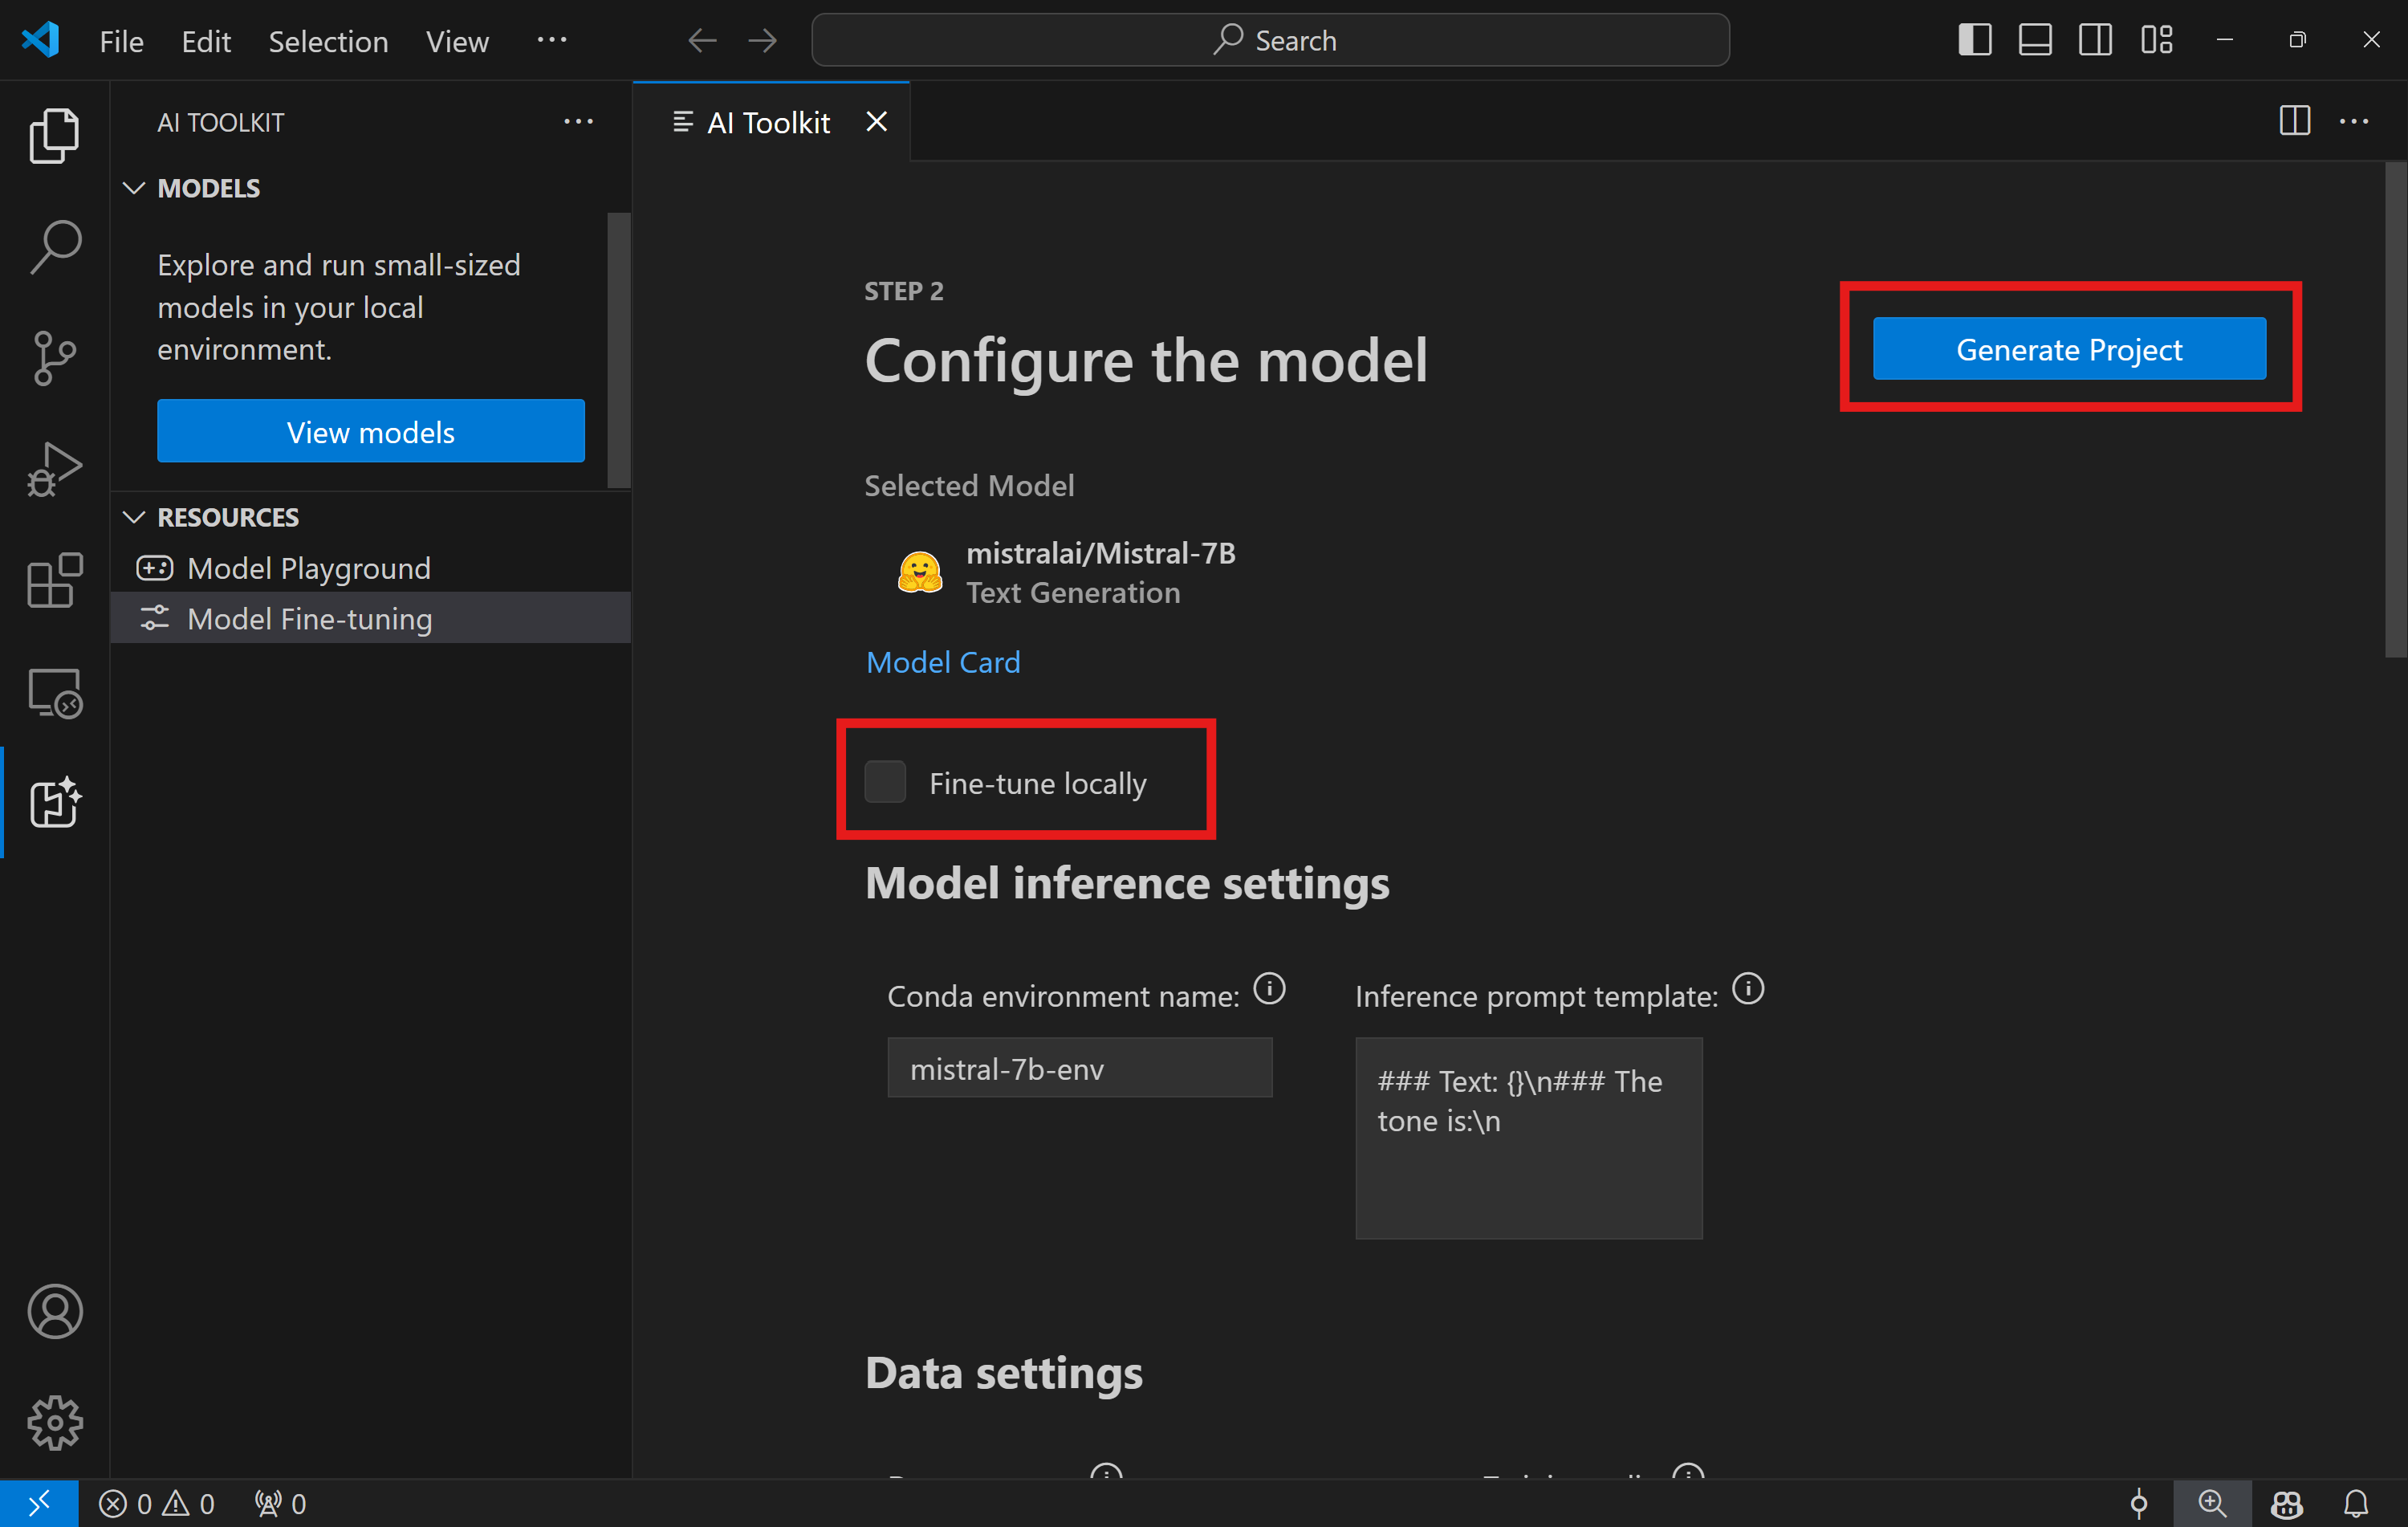 File Edit Selection View ...
Search
AI TOOLKIT
AI Toolkit
MODELS
Explore and run small-sized
models in your local
environment.
View models
RESOURCES
Model Playground
Model Fine-tuning
STEP 2
Configure the model
Generate Project
Selected Model
mistralai/Mistral-7B
Text Generation
Model Card
Fine-tune locally
Model inference settings
Conda environment name:
Inference prompt template:
mistral-7b-env
### Text: {}\n### The
tone is:\n
Data settings
0 0 0